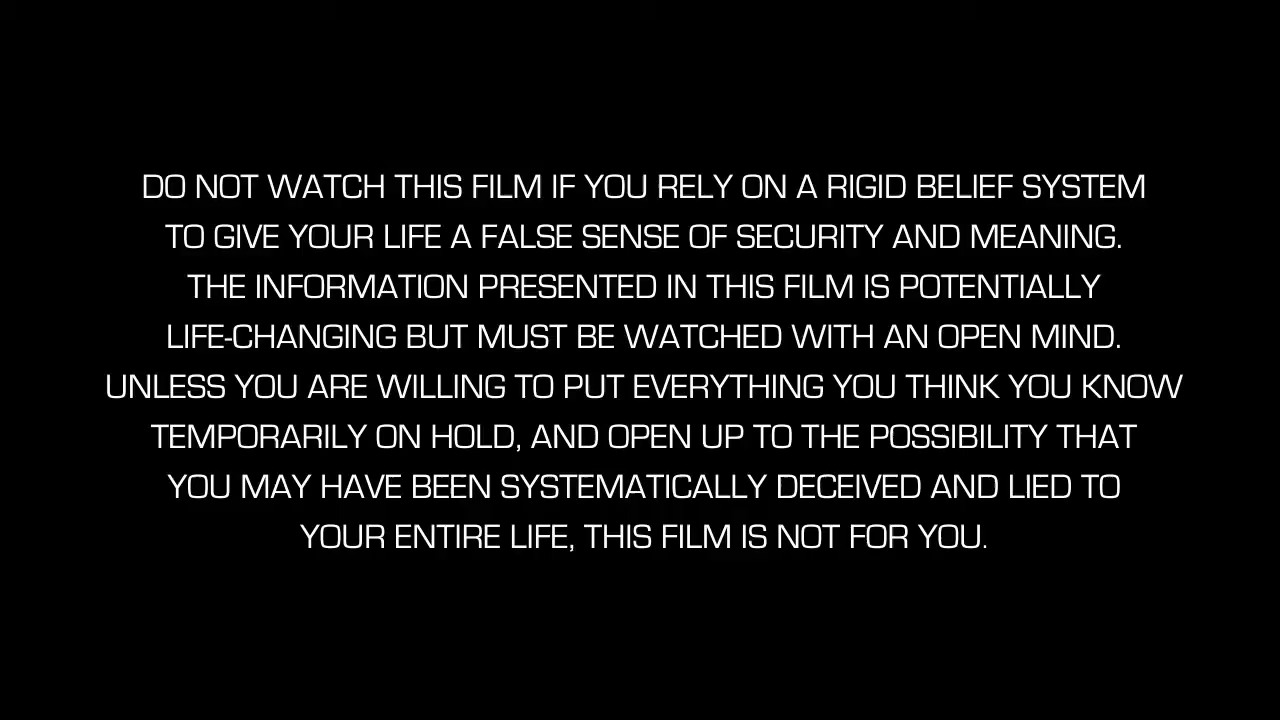 DO NOT WATCH THIS FILM IF YOU RELY ON A RIGID BELIEF SYSTEM
TO GIVE YOUR LIFE A FALSE SENSE OF SECURITY AND MEANING.
THE INFORMATION PRESENTED IN THIS FILM IS POTENTIALLY
LIFE-CHANGING BUT MUST BE WATCHED WITH AN OPEN MIND.
UNLESS YOU ARE WILLING TO PUT EVERYTHING YOU THINK YOU KNOW
TEMPORARILY ON HOLD, AND OPEN UP TO THE POSSIBILITY THAT
YOU MAY HAVE BEEN SYSTEMATICALLY DECEIVED AND LIED TO
YOUR ENTIRE LIFE, THIS FILM IS NOT FOR YOU.